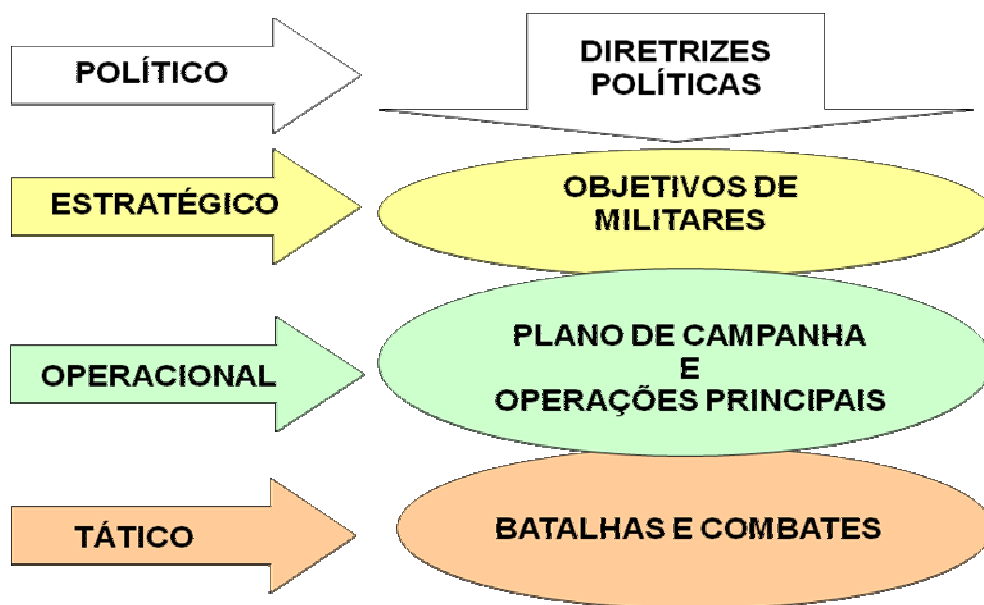 POLÍTICO
DIRETRIZES
POLÍTICAS
ESTRATÉGICO
OBJETIVOS DE
MILITARES
OPERACIONAL
PLANO DE CAMPANHA
E
OPERAÇÕES PRINCIPAIS
TÁTICO
BATALHAS E COMBATES